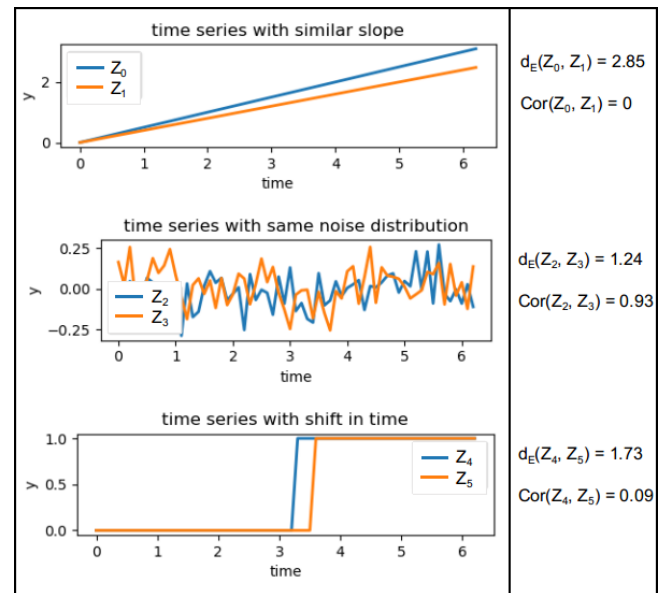 time series with similar slope
Z0
Z1
y
2
0
0 1 2 3 4 5 6
time
dE(Z0, Z1) = 2.85
Cor(Z0, Z1) = 0
time series with same noise distribution
y
0.25
0.00
−0.25
Z2
Z3
0 1 2 3 4 5 6
time
dE(Z2, Z3) = 1.24
Cor(Z2, Z3) = 0.93
time series with shift in time
y
1.0
0.5
0.0
Z4
Z5
0 1 2 3 4 5 6
time
dE(Z4, Z5) = 1.73
Cor(Z4, Z5) = 0.09